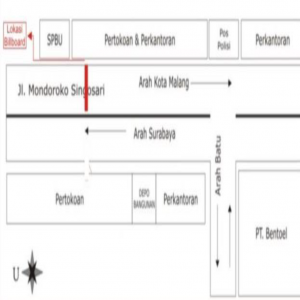 Lokasi
Billboard
SPBU
Pertokoan & Perkantoran
Pos
Polisi
Perkantoran
Jl. Mondoroko Singosari
Arah Kota Malang
Arah Surabaya
Arah Batu
Pertokoan
DEPO
BANGUNAN
Perkantoran
PT. Bentoel
U